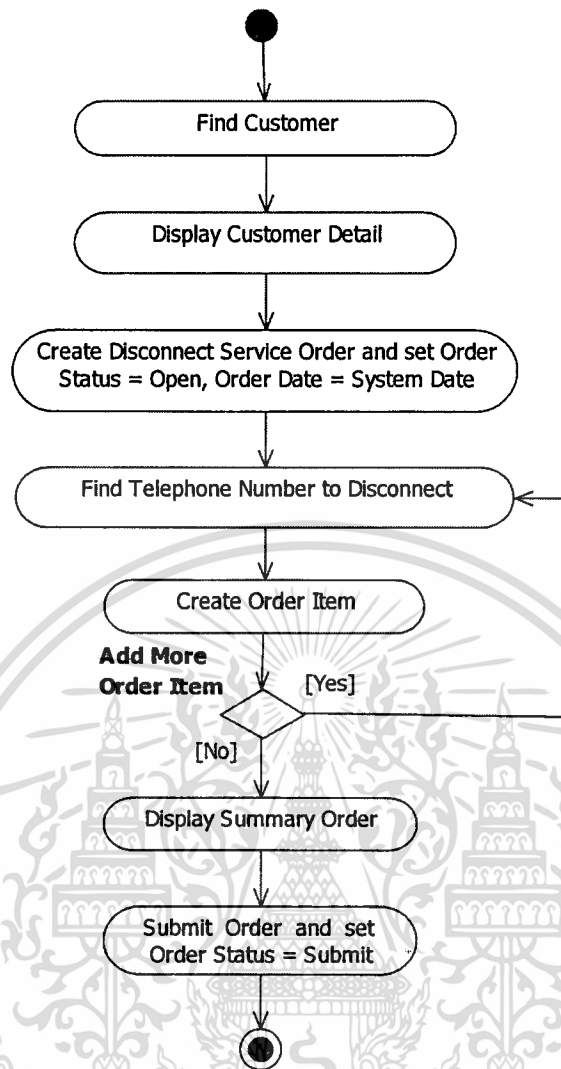 Find Customer
Display Customer Detail
Create Disconnect Service Order and set Order
Status = Open, Order Date = System Date
Find Telephone Number to Disconnect
Create Order Item
Add More
Order Item
[Yes]
[No]
Display Summary Order
Submit Order and set
Order Status = Submit